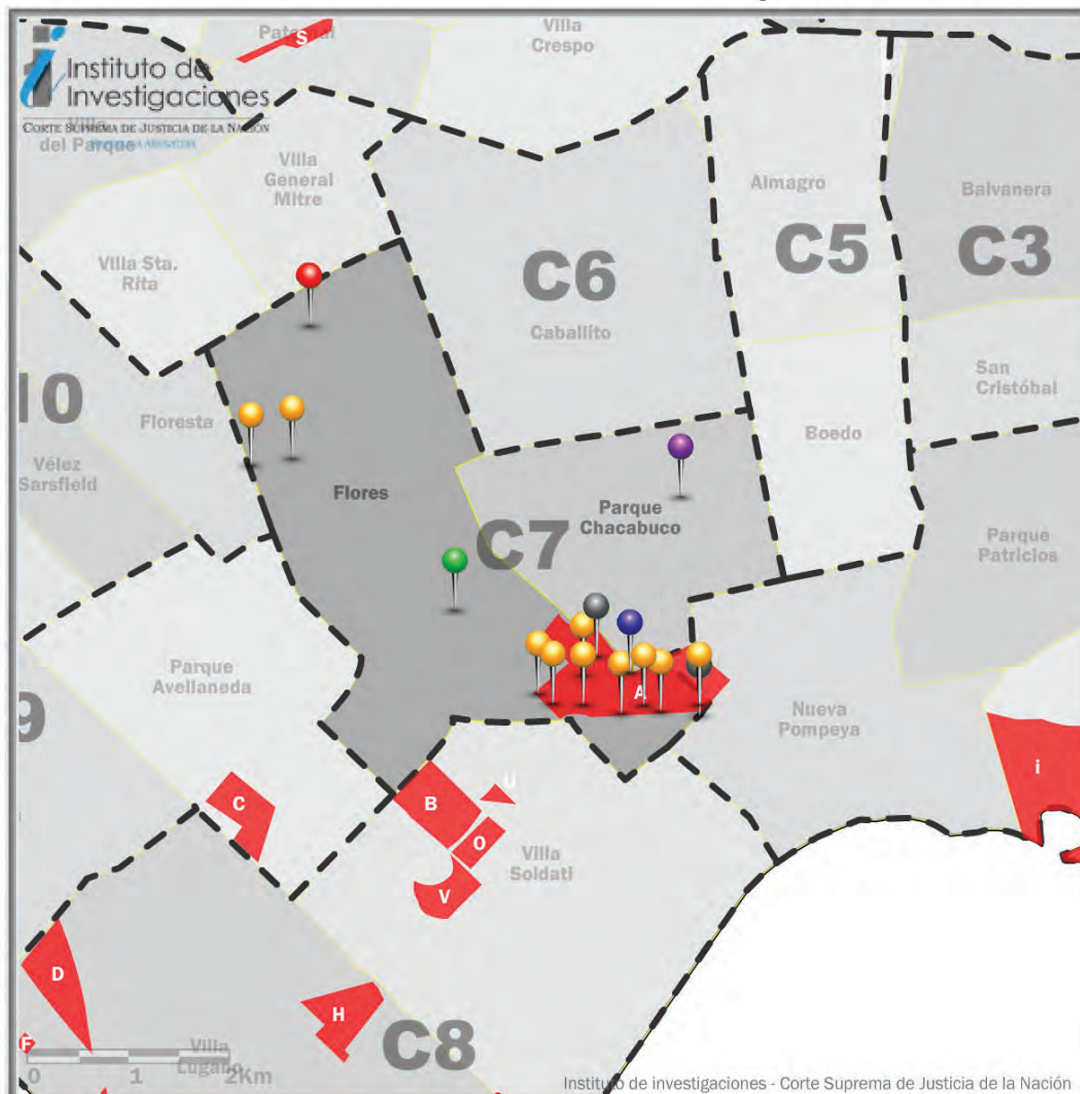 Paternal
S
Villa
Crespo
Instituto de
Investigaciones
CORTE SUPREMA DE JUSTICIA DE LA NACIÓN
Villa
del Parque
Villa
General
Mitre
Almagro
Balvanera
C6
C5
C3
Villa Sta.
Rita
Caballito
San
Cristóbal
10
Floresta
Boedo
Vélez
Sarsfield
Flores
Parque
Chacabuco
C7
Parque
Patricios
Parque
Avellaneda
A
9
Nueva
Pompeya
i
C
B
U
O
Villa
Soldati
V
D
H
C8
F
Villa
Lugano
0 1 2Km
Instituto de investigaciones - Corte Suprema de Justicia de la Nación